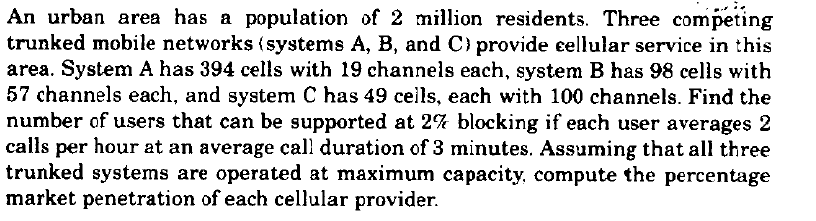 An urban area has a population of 2 million residents. Three competing
trunked mobile networks (systems A, B, and C) provide cellular service in this
area. System A has 394 cells with 19 channels each, system B has 98 cells with
57 channels each, and system C has 49 cells, each with 100 channels. Find the
number of users that can be supported at 2% blocking if each user averages 2
calls per hour at an average call duration of 3 minutes. Assuming that all three
trunked systems are operated at maximum capacity, compute the percentage
market penetration of each cellular provider.